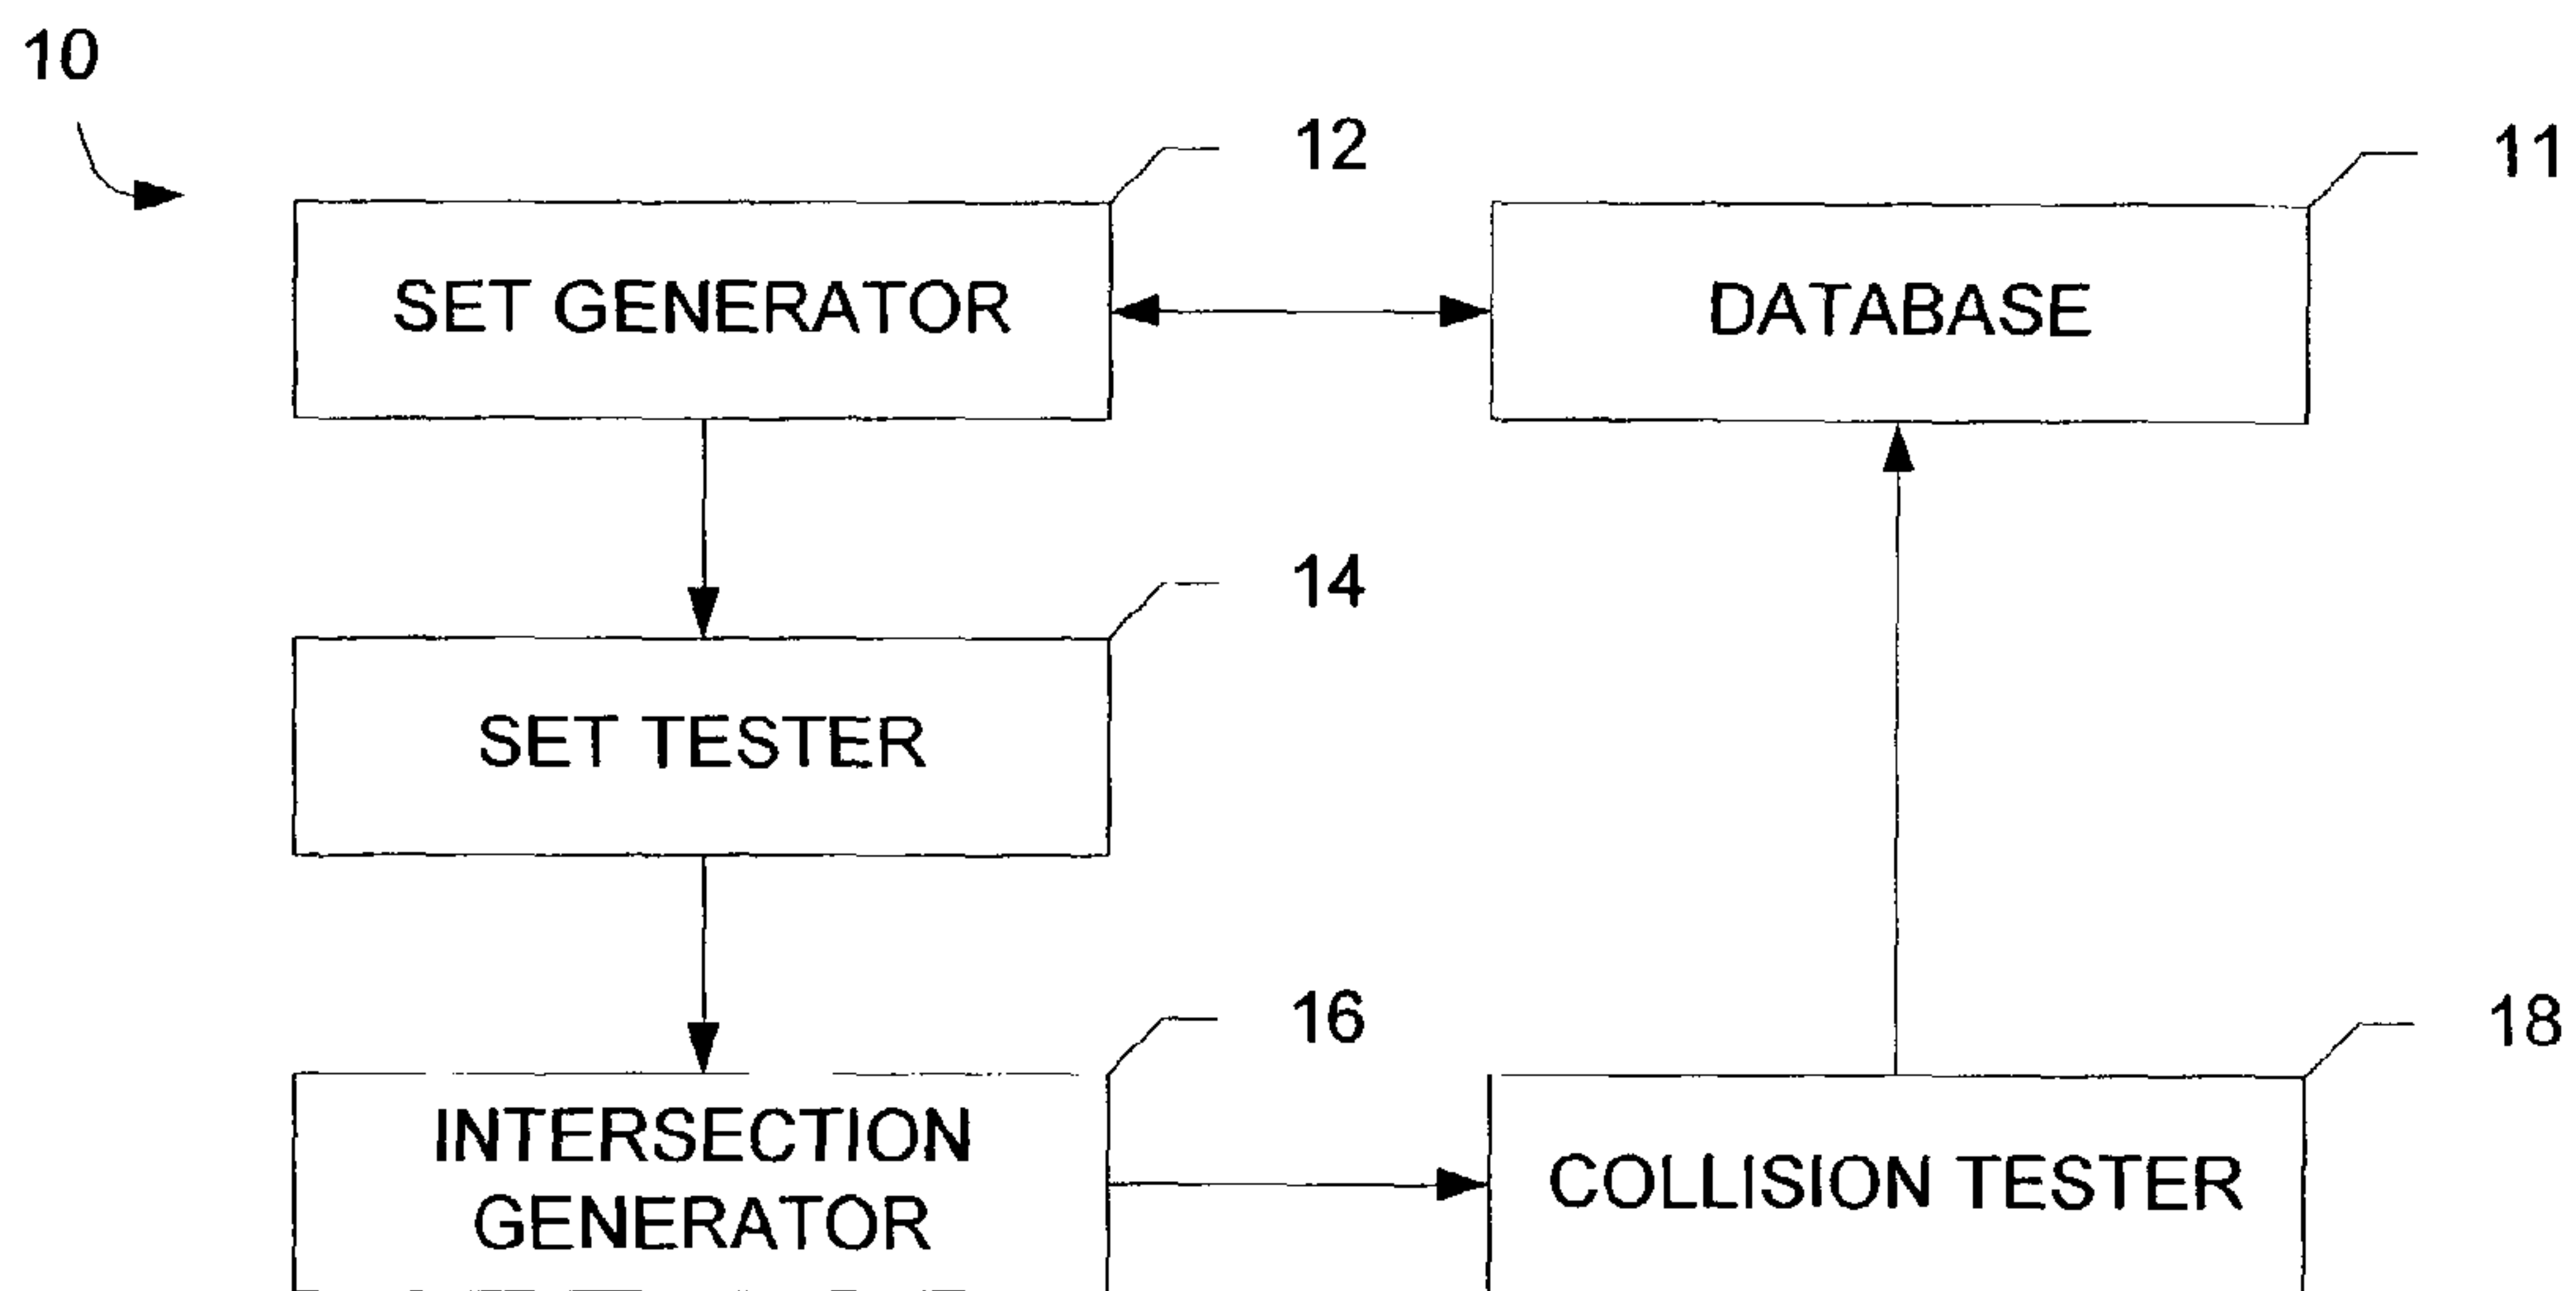 10
12
11
SET GENERATOR
DATABASE
14
SET TESTER
16
18
INTERSECTION
GENERATOR
COLLISION TESTER